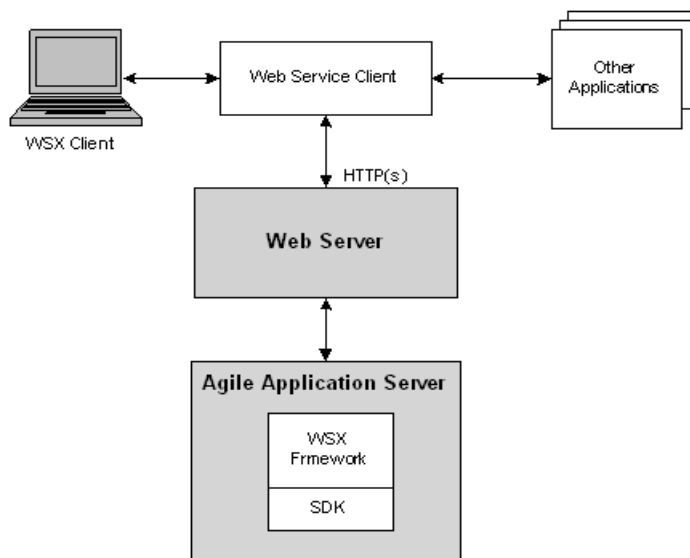 Web Service Client
Other
Applications
WSX Client
HTTP(s)
Web Server
Agile Application Server
WSX
Frmework
SDK